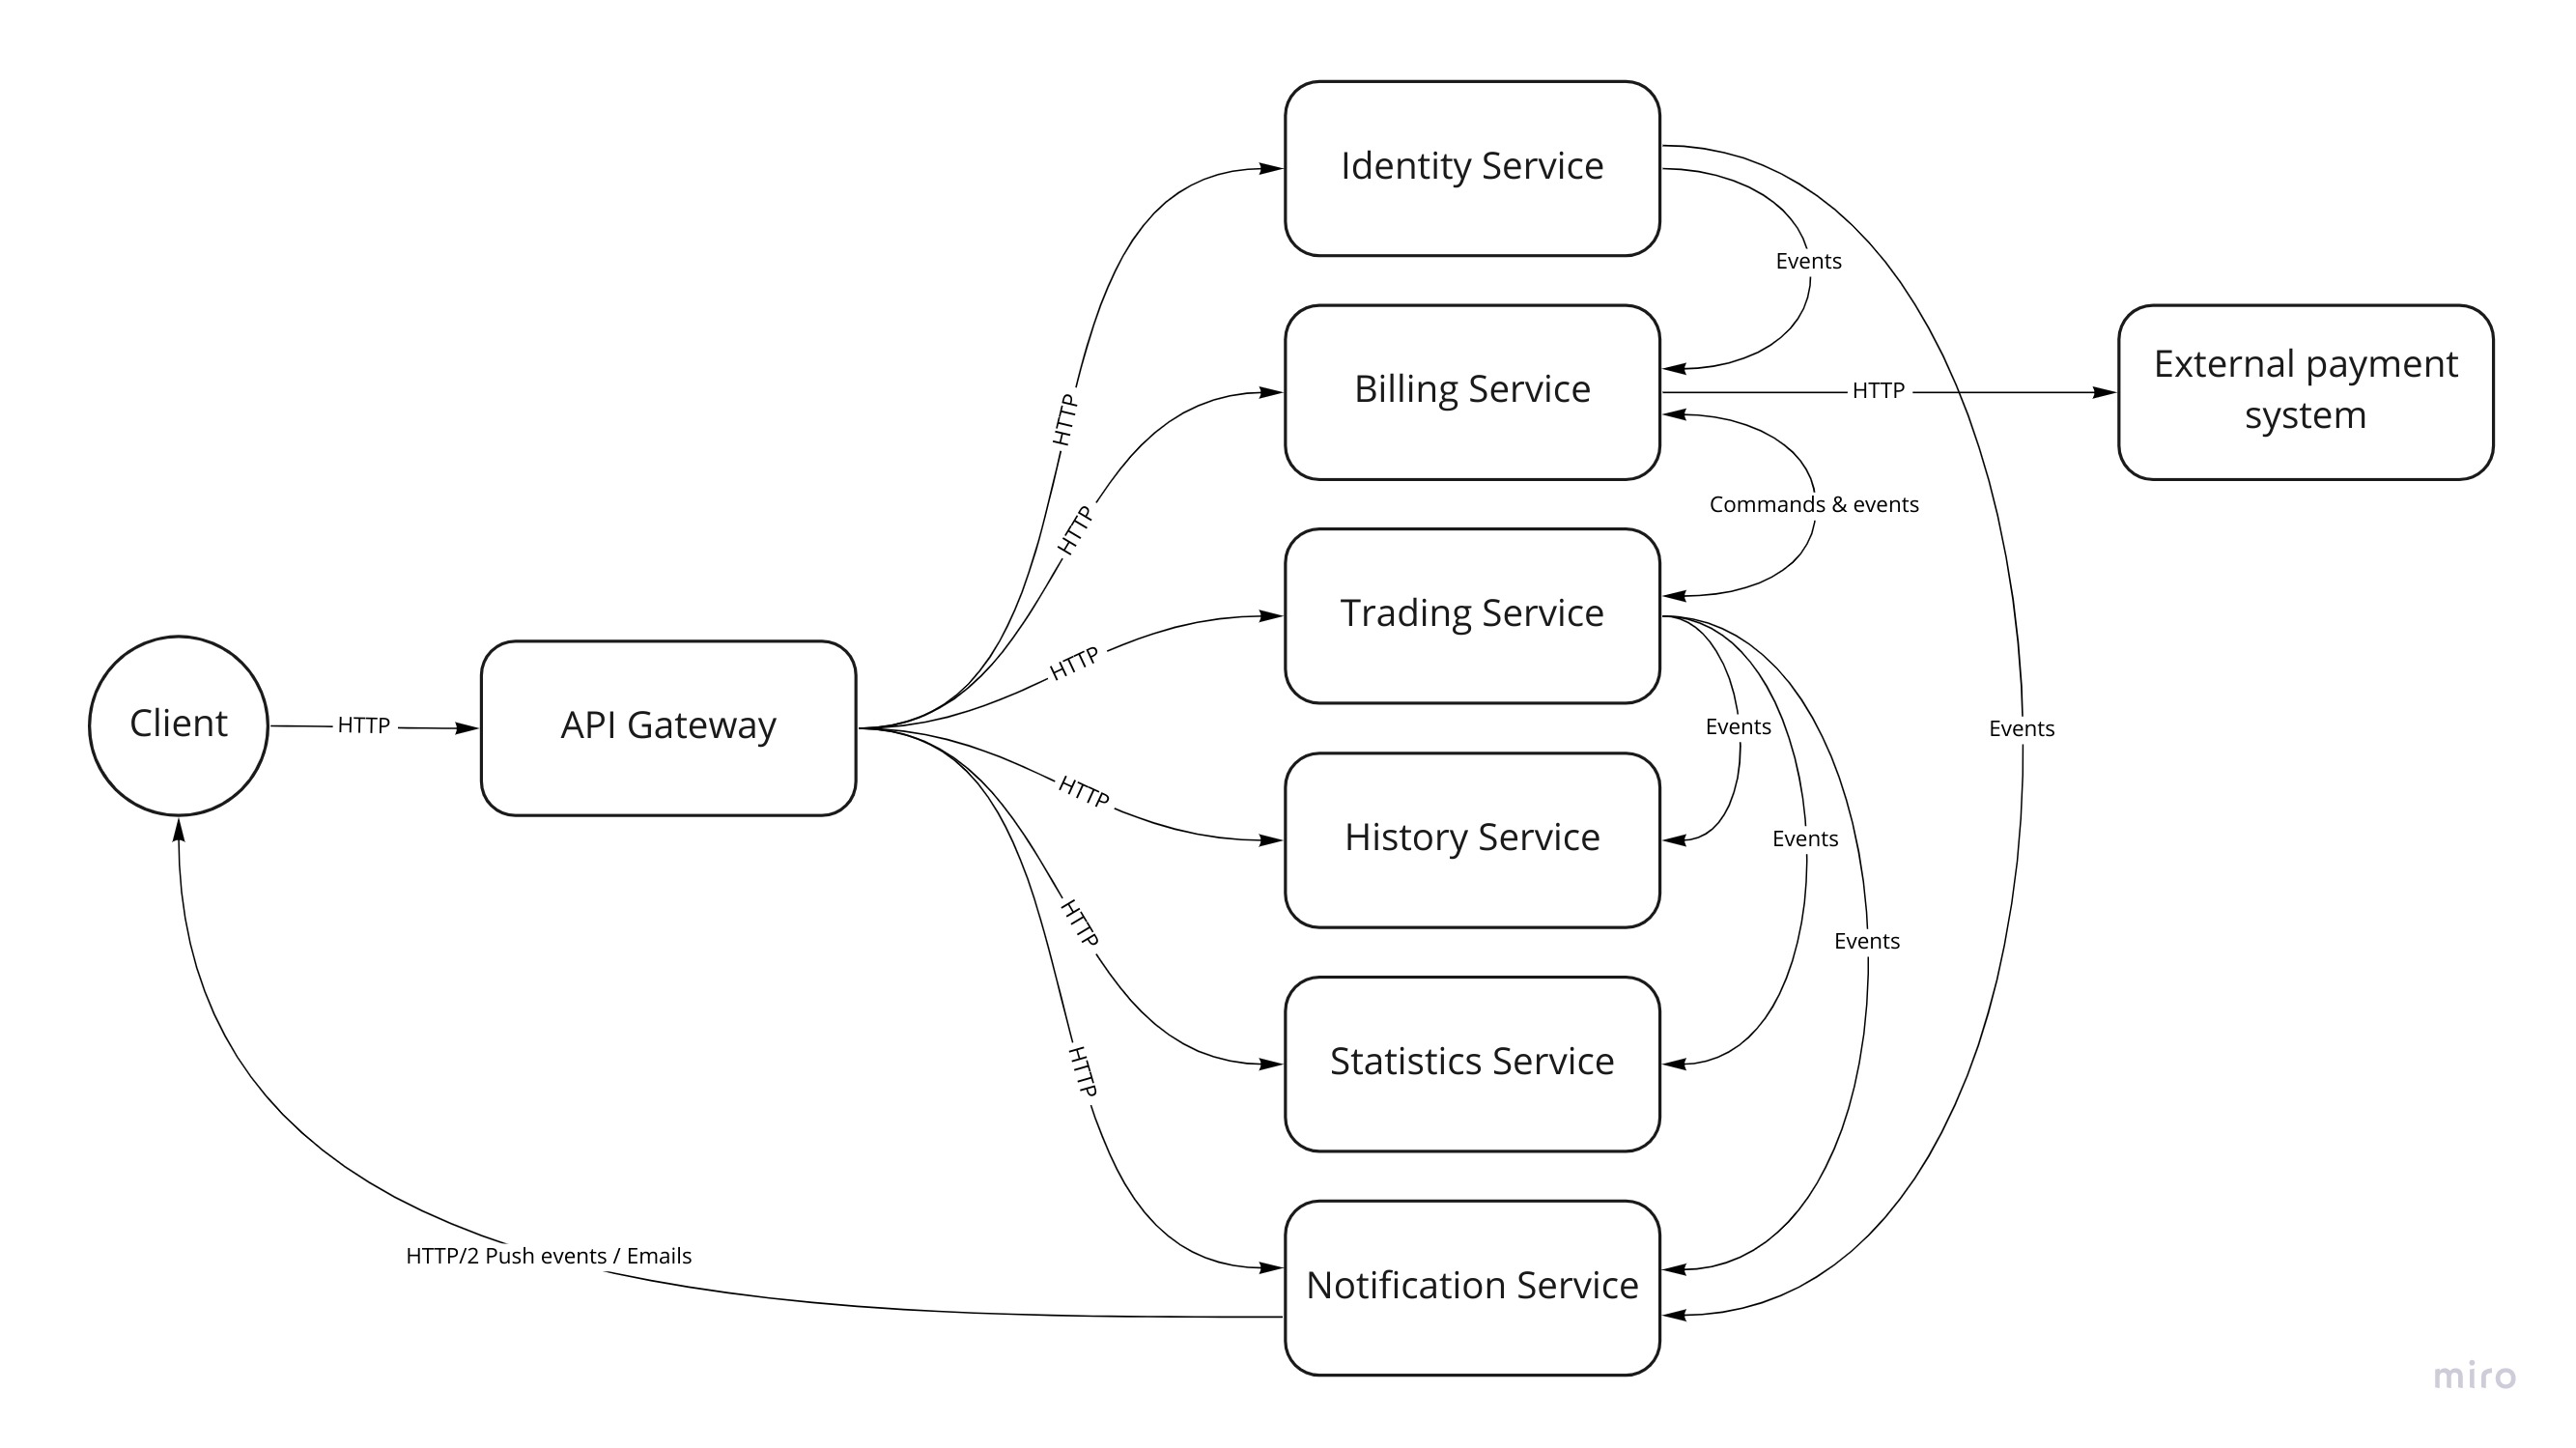 Identity Service
Events
External payment
system
Billing Service
HTTP
HTTP
Commands & events
HTTP
Trading Service
HTTP
Client
HTTP
API Gateway
Events
Events
HTTP
History Service
Events
HTTP
Events
Statistics Service
HTTP
HTTP/2 Push events / Emails
Notification Service
miro